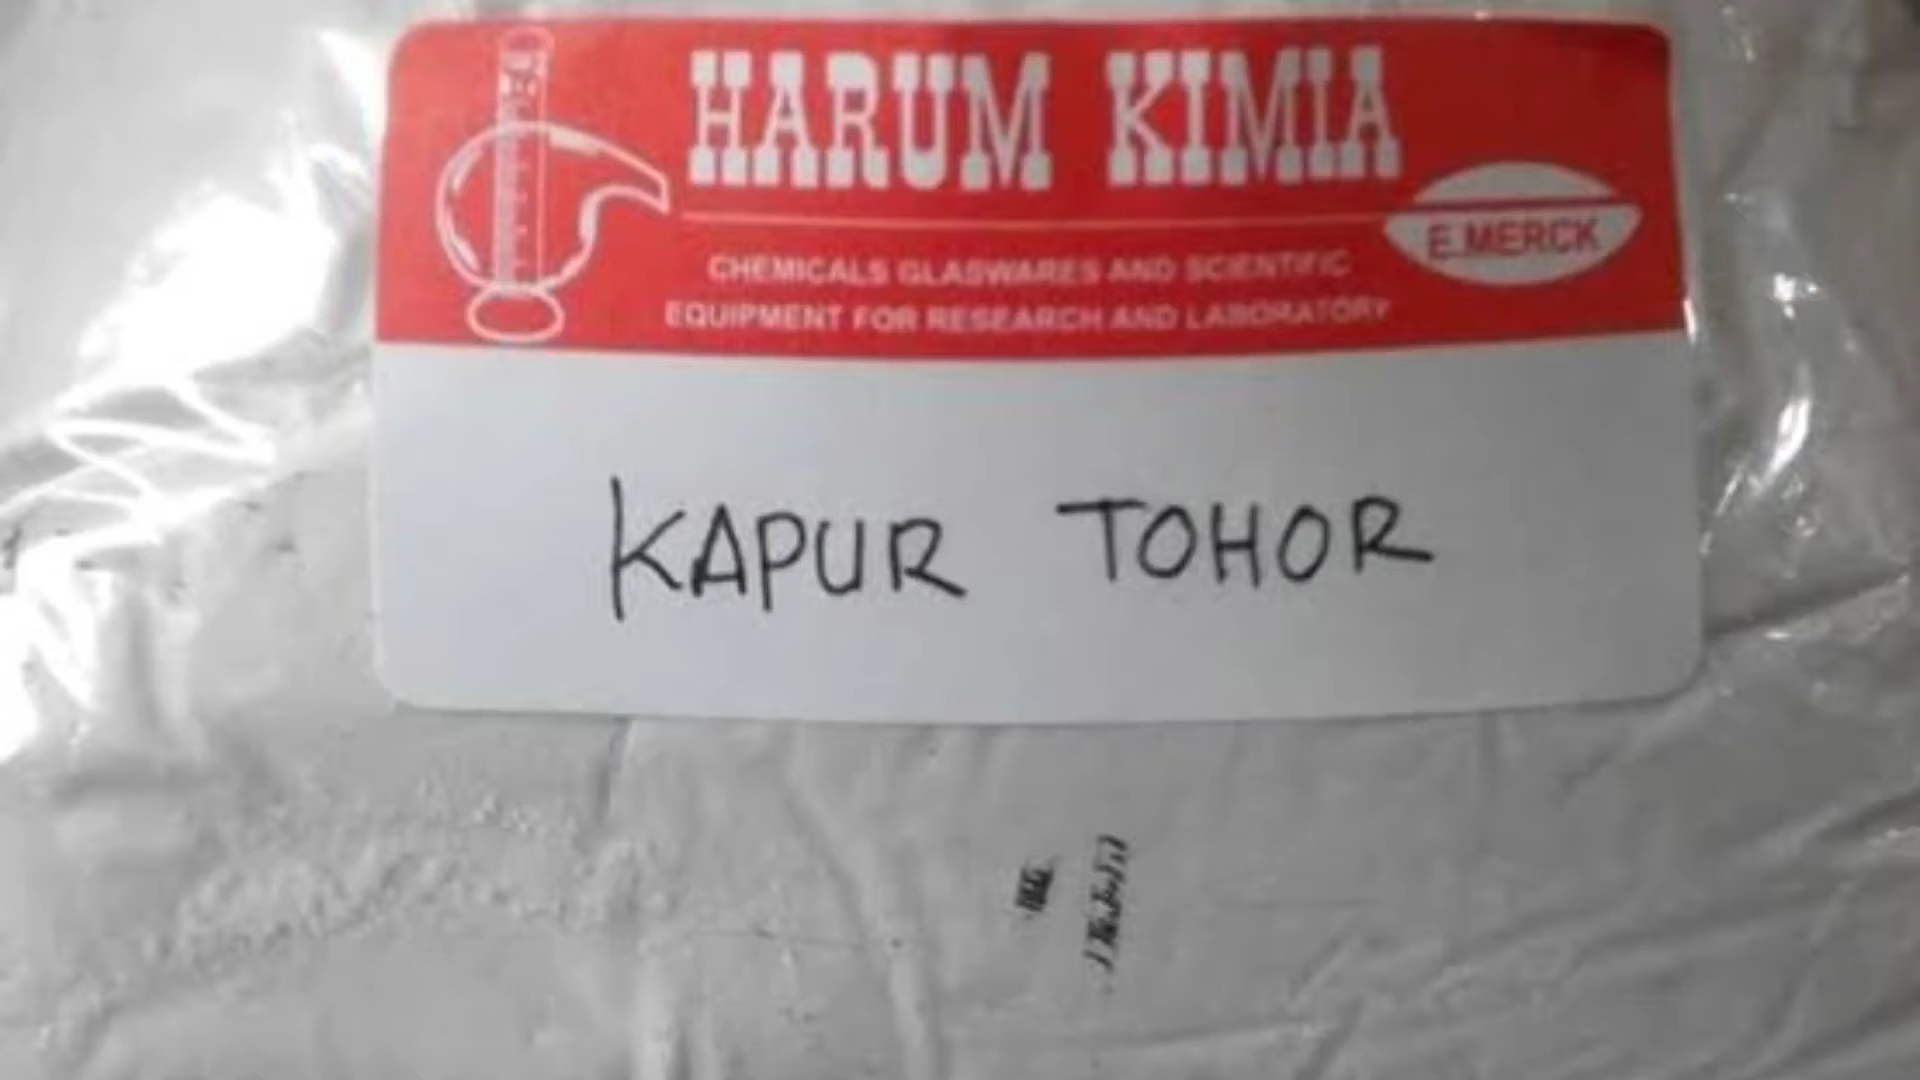 HARUM KIMIA
E.MERCK
CHEMICALS GLASWARES AND SCIENTIFIC
EQUIPMENT FOR RESEARCH AND LABORATORY
KAPUR TOHOR